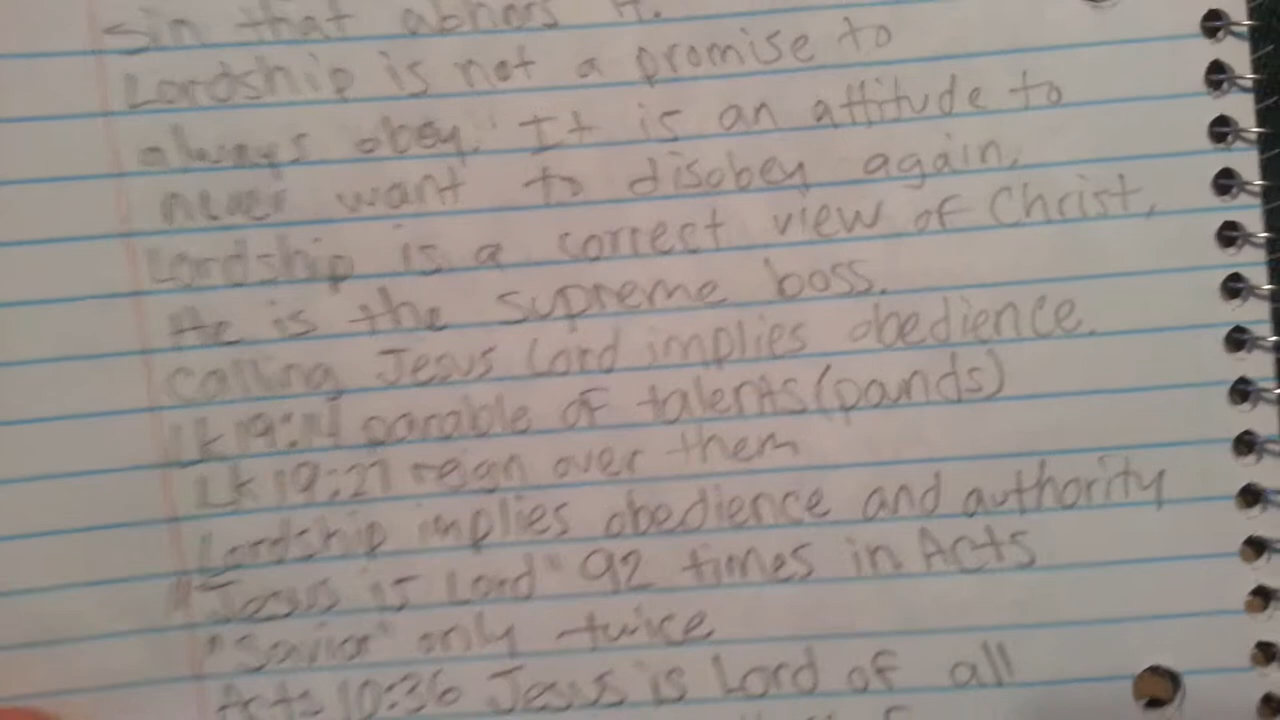 sin that abhors it.
Lordship is not a promise to
always obey. It is an attitude to
never want to disobey again.
Lordship is a correct view of Christ.
He is the supreme boss.
calling Jesus Lord implies obedience.
Lk 19:14 parable of talents (pands)
Lk 19:27 reign over them
Lordship implies obedience and authority
"Jesus is Lord" 92 times in Acts
"Savior" only twice
Acts 10:36 Jesus is Lord of all